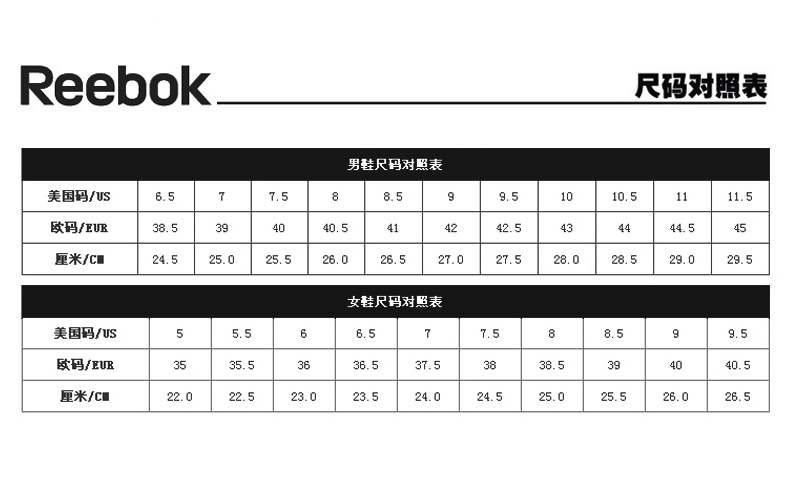 Reebok
尺码对照表
男鞋尺码对照表
美国码/US 6.5 7 7.5 8 8.5 9 9.5 10 10.5 11 11.5
欧码/EUR 38.5 39 40 40.5 41 42 42.5 43 44 44.5 45
厘米/CM 24.5 25.0 25.5 26.0 26.5 27.0 27.5 28.0 28.5 29.0 29.5
女鞋尺码对照表
美国码/US 5 5.5 6 6.5 7 7.5 8 8.5 9 9.5
欧码/EUR 35 35.5 36 36.5 37.5 38 38.5 39 40 40.5
厘米/CM 22.0 22.5 23.0 23.5 24.0 24.5 25.0 25.5 26.0 26.5